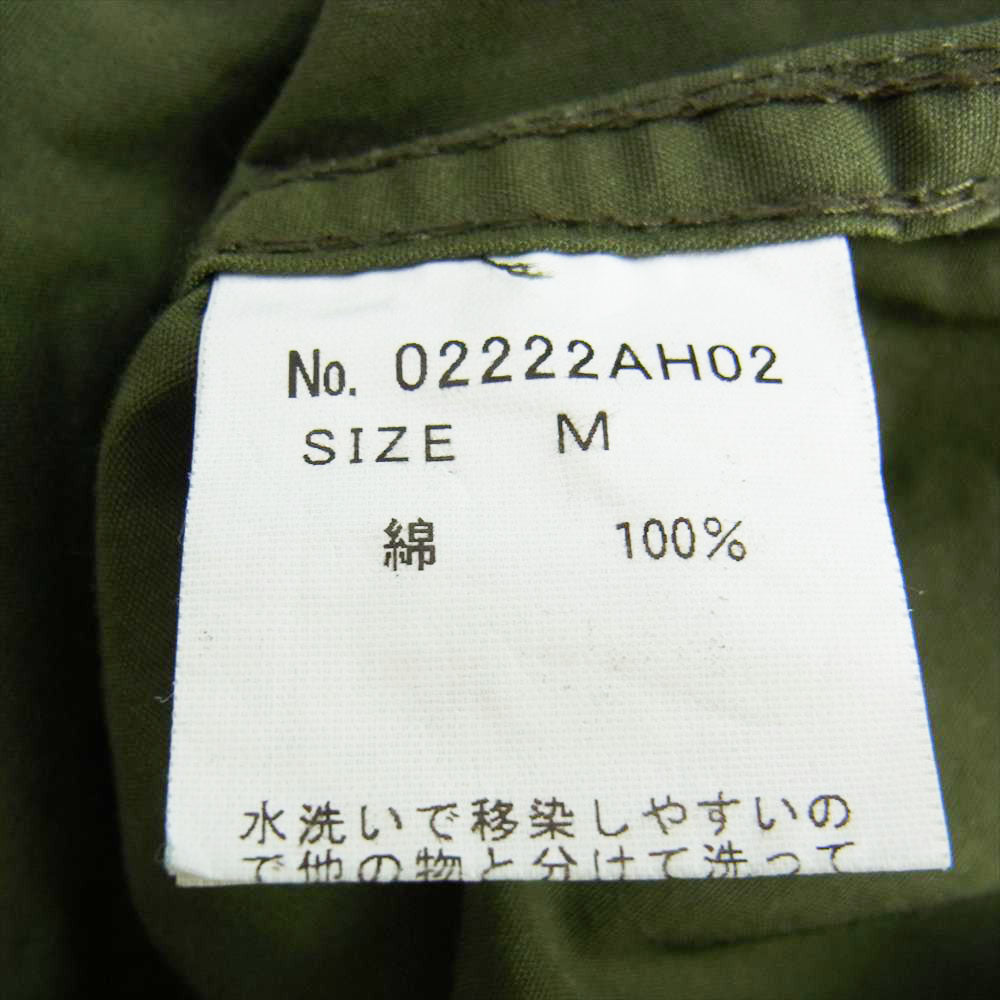 No. 02222AH02
SIZE M
綿 100%
水洗いで移染しやすいの
で他の物と分けて洗って